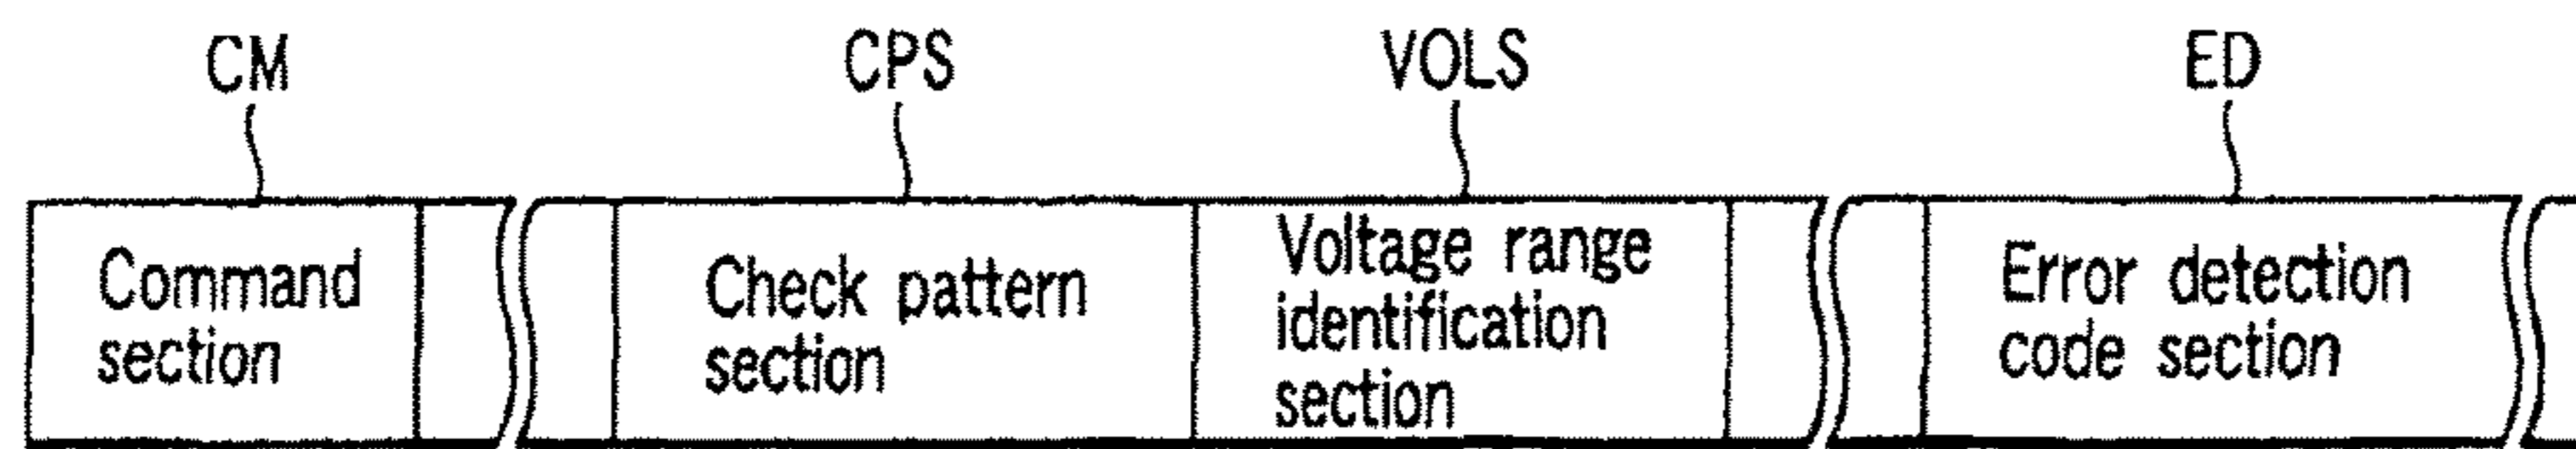 CM CPS VOLS ED
Command
section
Check pattern
section
Voltage range
identification
section
Error detection
code section